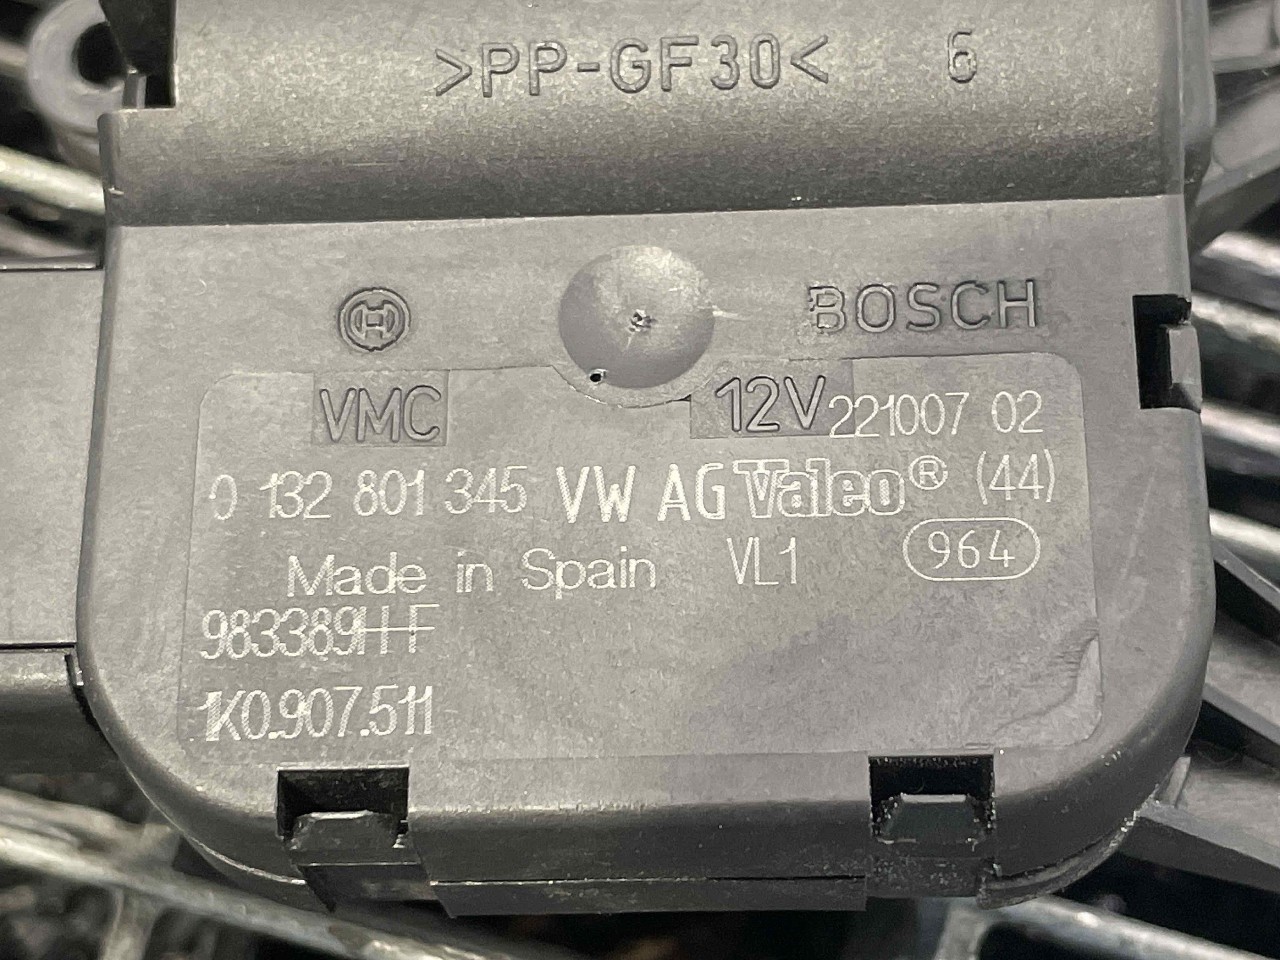 >PP-GF30< 6
BOSCH
VMC 12V 221007 02
0 132 801 345 VW AG Valeo® (44)
Made in Spain VL1 964
983389
1K0.907.511